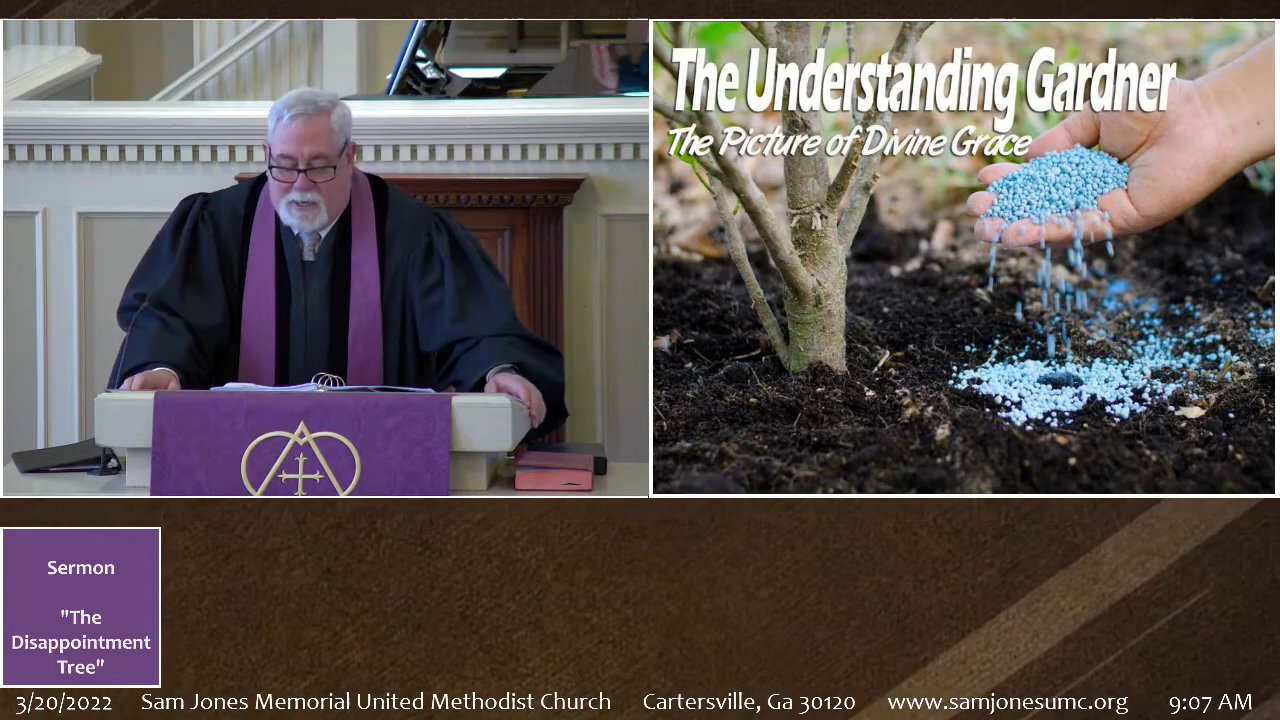 The Understanding Gardner
The Picture of Divine Grace
Sermon
"The
Disappointment
Tree"
3/20/2022 Sam Jones Memorial United Methodist Church Cartersville, Ga 30120 www.samjonesumc.org 9:07 AM